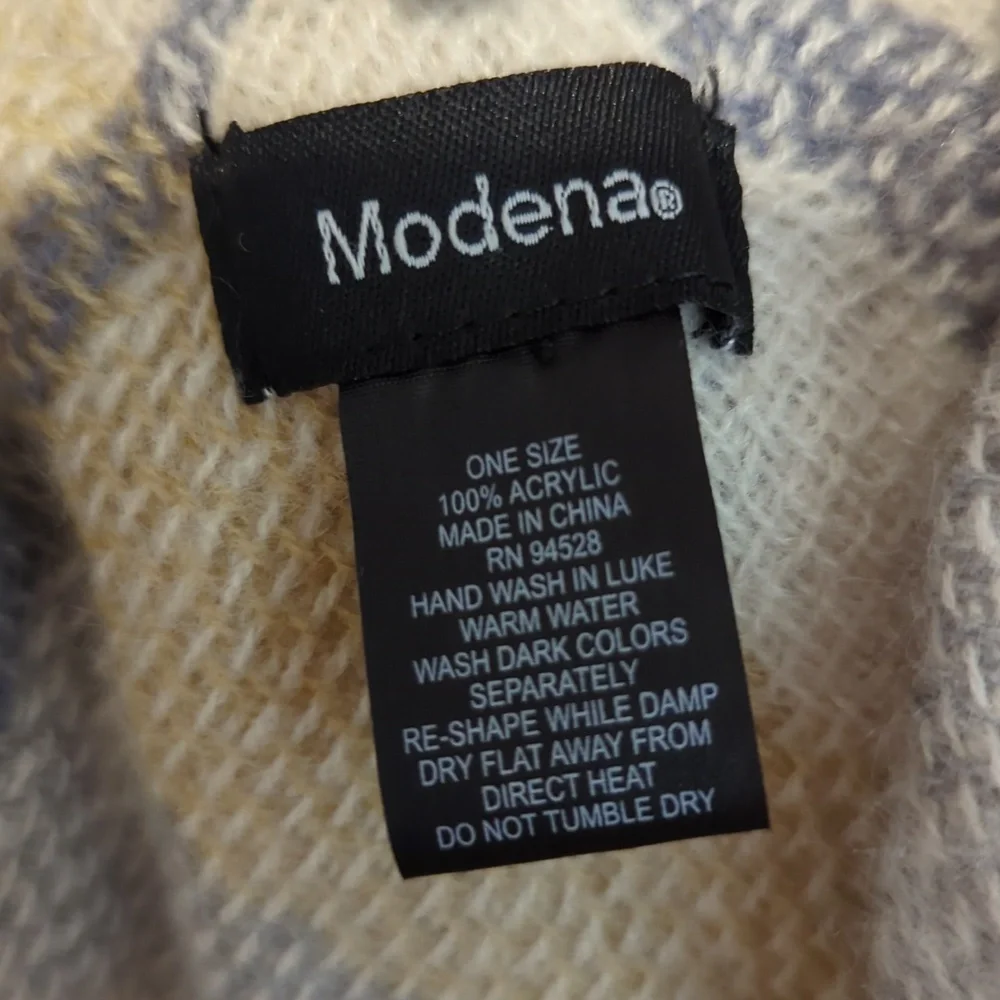 Modena®
ONE SIZE
100% ACRYLIC
MADE IN CHINA
RN 94528
HAND WASH IN LUKE
WARM WATER
WASH DARK COLORS
SEPARATELY
RE-SHAPE WHILE DAMP
DRY FLAT AWAY FROM
DIRECT HEAT
DO NOT TUMBLE DRY